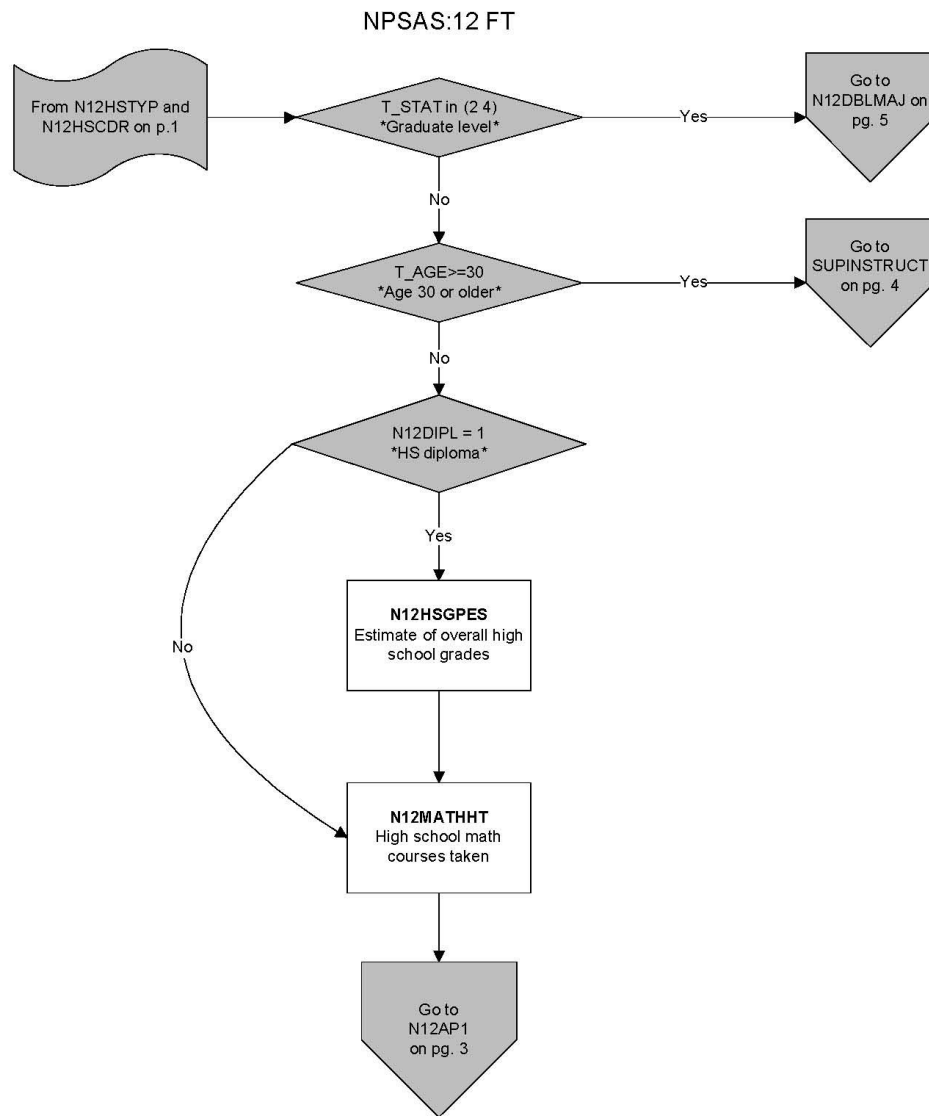 NPSAS:12 FT
From N12HSTYP and
N12HSCDR on p.1
T_STAT in (2 4)
*Graduate level*
Yes
Go to
N12DBLMAJ on
pg. 5
No
T_AGE>=30
*Age 30 or older*
Yes
Go to
SUPINSTRUCT
on pg. 4
No
N12DIPL = 1
*HS diploma*
Yes
N12HSGPES
Estimate of overall high
school grades
No
N12MATHHT
High school math
courses taken
Go to
N12AP1
on pg. 3